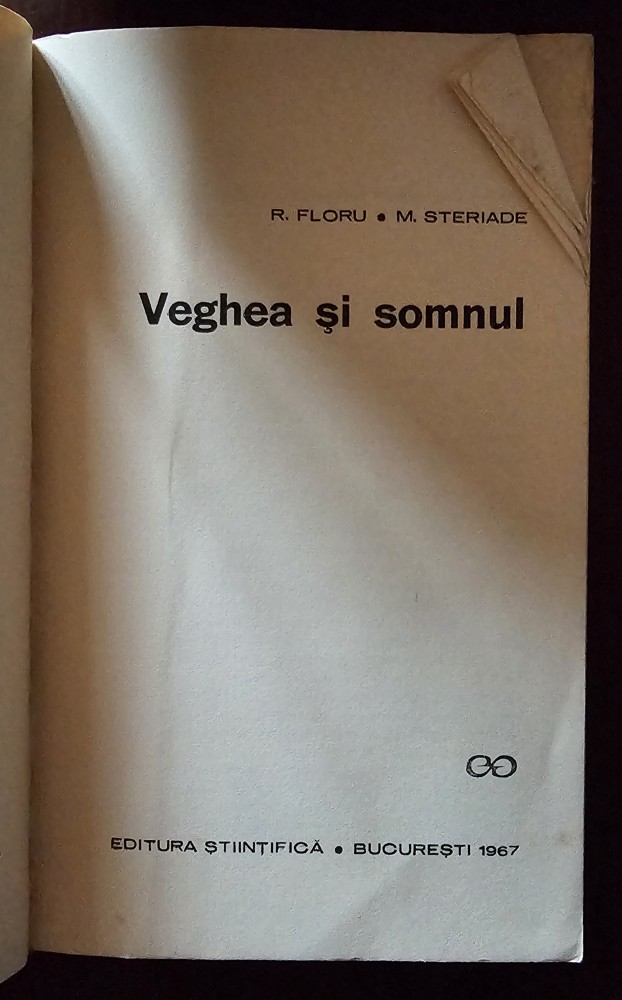 R. FLORU • M. STERIADE
Veghea şi somnul
EDITURA ŞTIINŢIFICĂ • BUCUREŞTI 1967